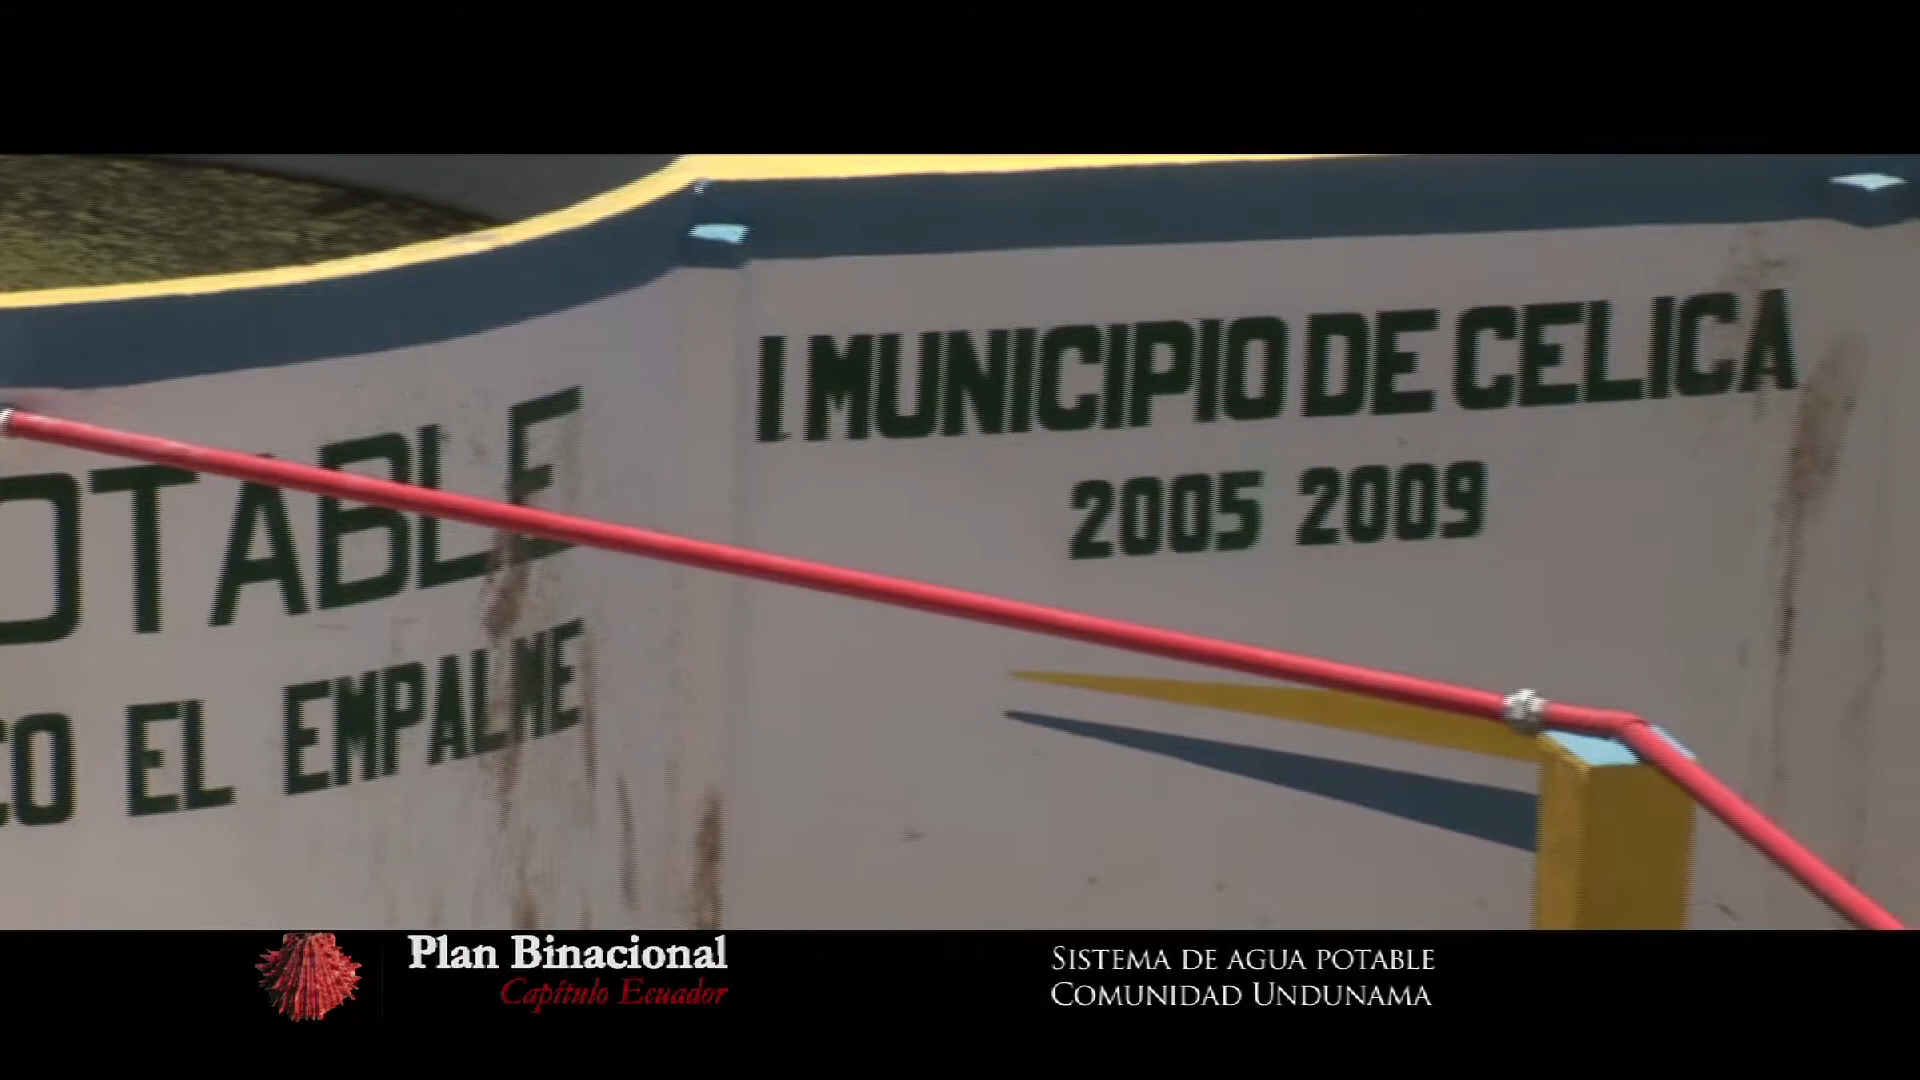 OTABLE
CO EL EMPALME
I MUNICIPIO DE CELICA
2005 2009
Plan Binacional
Capítulo Ecuador
SISTEMA DE AGUA POTABLE
COMUNIDAD UNDUNAMA